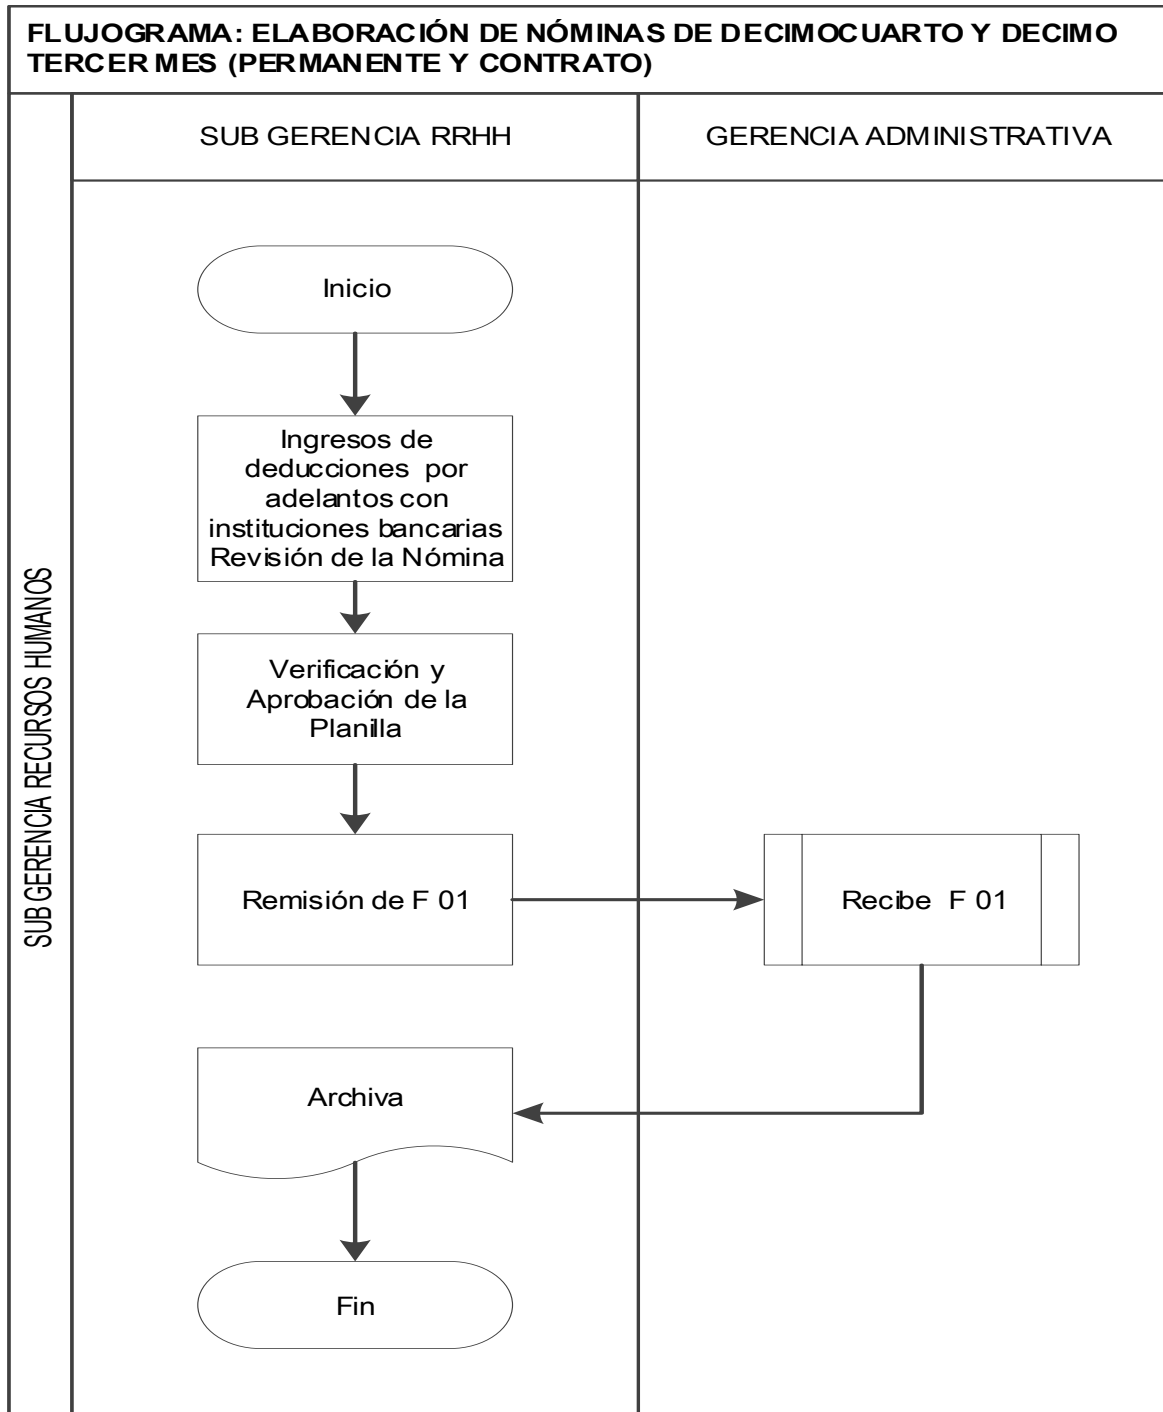 FLUJOGRAMA: ELABORACIÓN DE NÓMINAS DE DECIMOCUARTO Y DECIMO
TERCER MES (PERMANENTE Y CONTRATO)
SUB GERENCIA RRHH
GERENCIA ADMINISTRATIVA
SUB GERENCIA RECURSOS HUMANOS
Inicio
Ingresos de
deducciones por
adelantos con
instituciones bancarias
Revisión de la Nómina
Verificación y
Aprobación de la
Planilla
Remisión de F 01
Recibe F 01
Archiva
Fin